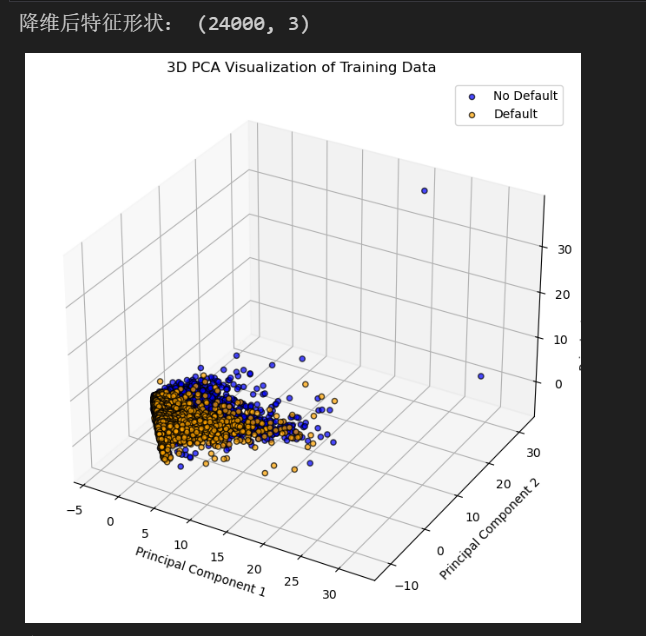 降维后特征形状： (24000, 3)
3D PCA Visualization of Training Data
No Default
Default
30
20
10
0
30
20
10
0
−10
−5
0
5
10
15
20
25
30
Principal Component 1
Principal Component 2